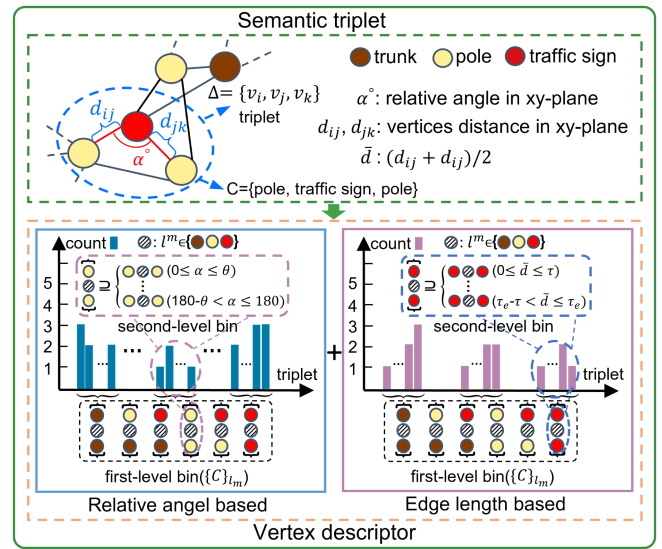 Semantic triplet
trunk pole traffic sign
Δ= {v_i, v_j, v_k}
triplet
d_ij
d_jk
α°
α°: relative angle in xy-plane
d_ij, d_jk: vertices distance in xy-plane
d̄ :(d_ij + d_ij)/2
C={pole, traffic sign, pole}
count : l^m∈{ }
⊇ { (0≤ α ≤ θ)
⋮
(180-θ < α ≤ 180)
second-level bin
5
4
3
2
1
... ... ... ... ...
triplet
first-level bin({C}_l_m)
Relative angle based
+
count : l^m∈{ }
⊇ { (0≤ d̄ ≤ τ)
⋮
(τ_e-τ < d̄ ≤ τ_e)
second-level bin
5
4
3
2
1
... ... ...
triplet
first-level bin({C}_l_m)
Edge length based
Vertex descriptor